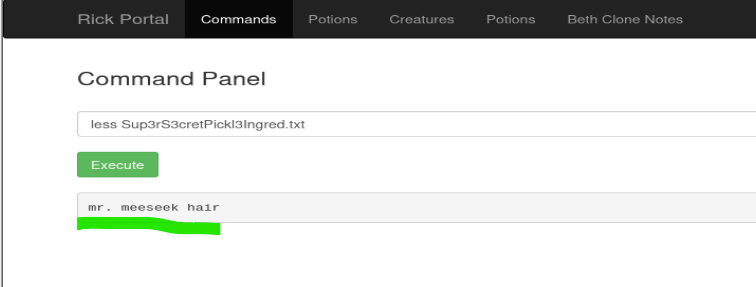 Rick Portal Commands Potions Creatures Potions Beth Clone Notes
Command Panel
less Sup3rS3cretPickl3Ingred.txt
Execute
mr. meeseek hair